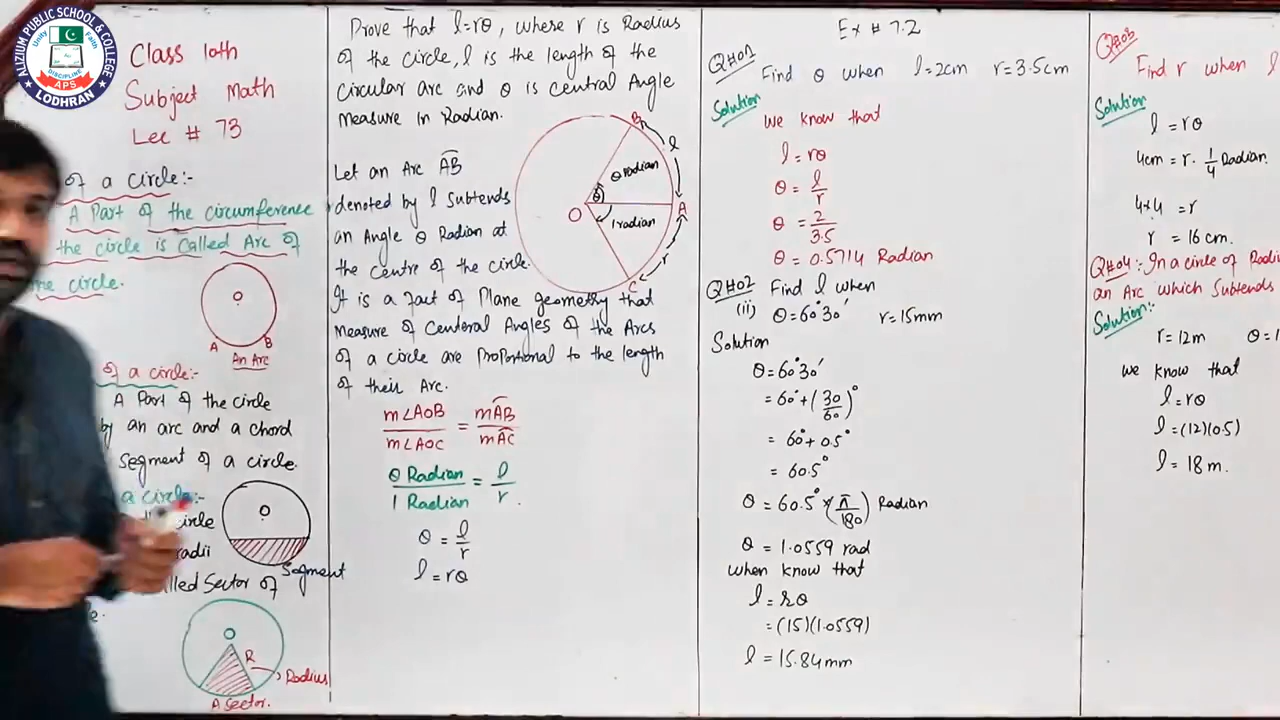 ALIZIUM PUBLIC SCHOOL & COLLEGE
Unity
Faith
DISCIPLINE
APS
LODHRAN
Class 10th
Subject Math
Lec # 73
of a circle:-
A Part of the circumference
the circle is Called Arc of
circle.
O
A
B
An Arc
of a circle:-
A Part of the circle
by an arc and a chord
Segment of a circle.
O
Segment
a circle:-
circle
radii
Sector of
O
R
Radius
A Sector.
Prove that l=rθ, where r is Radius
of the circle, l is the length of the
circular arc and θ is central Angle
measure in Radian.
Let an Arc AB
denoted by l subtends
an Angle θ Radian at
the centre of the circle.
It is a fact of Plane geometry that
measure of Centeral Angles of the Arcs
of a circle are Proportional to the length
of their Arc.
B
l
θ radian
θ
O
A
1 radian
r
C
m∠AOB / m∠AOC = mAB / mAC
θ Radian / 1 Radian = l / r .
θ = l / r
l = rθ
Ex # 7.2
Q#01
Find θ when l=2cm r=3.5cm
Solution
We know that
l = rθ
θ = l / r
θ = 2 / 3.5
θ = 0.5714 Radian
Q#02 Find l when
(ii) θ=60°30′ r=15mm
Solution
θ=60°30′
= 60°+(30/60)°
= 60°+0.5°
= 60.5°
θ = 60.5°×(π/180) Radian
θ = 1.0559 rad
when know that
l = rθ
= (15)(1.0559)
l = 15.84mm
Q#03
Find r when l
Solution
l = rθ
4cm = r · 1/4 Radian.
4×4 = r
r = 16 cm.
Q#04:- In a circle of
an Arc which Subtends
Solution:-
r=12m θ=1
we know that
l=rθ
l=(12)(0.5)
l = 18m.